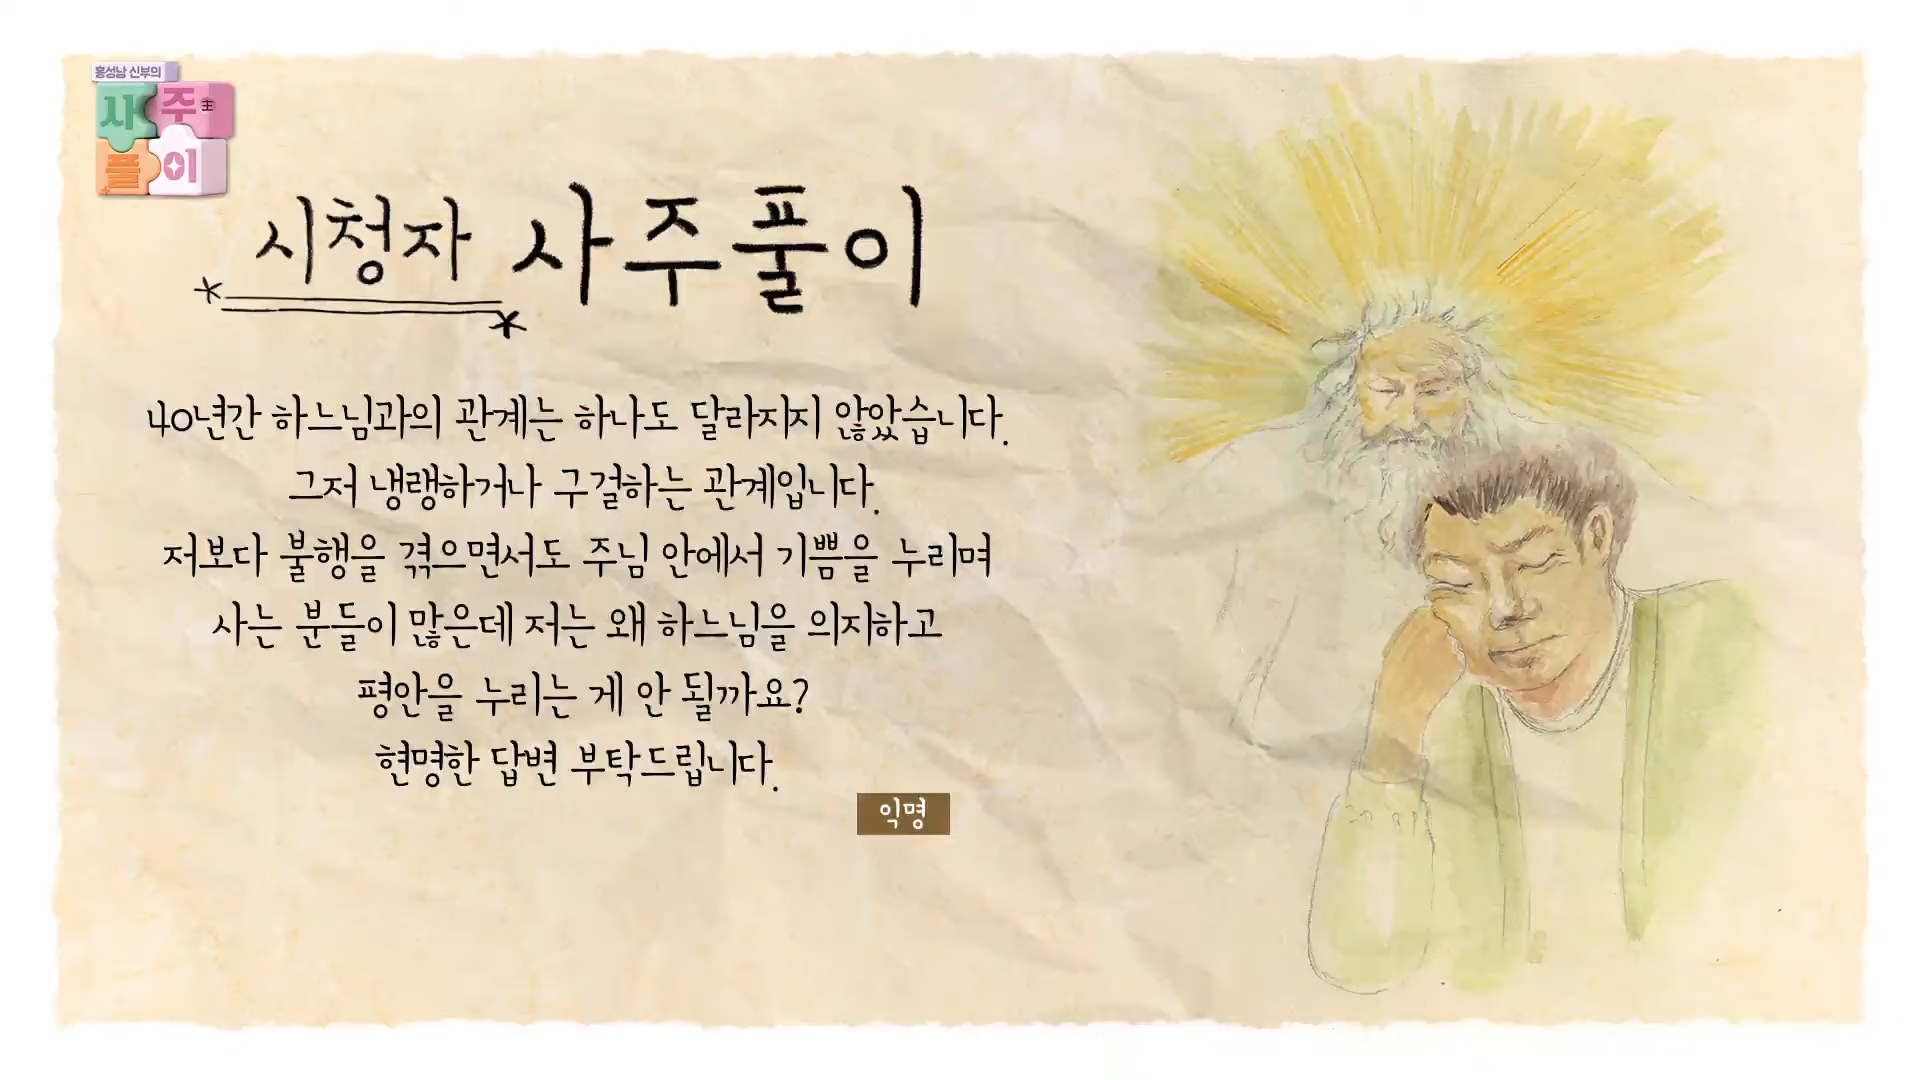 홍성남 신부의
사주主
풀이
시청자 사주풀이
40년간 하느님과의 관계는 하나도 달라지지 않았습니다.
그저 냉랭하거나 구걸하는 관계입니다.
저보다 불행을 겪으면서도 주님 안에서 기쁨을 누리며
사는 분들이 많은데 저는 왜 하느님을 의지하고
평안을 누리는 게 안 될까요?
현명한 답변 부탁드립니다.
익명